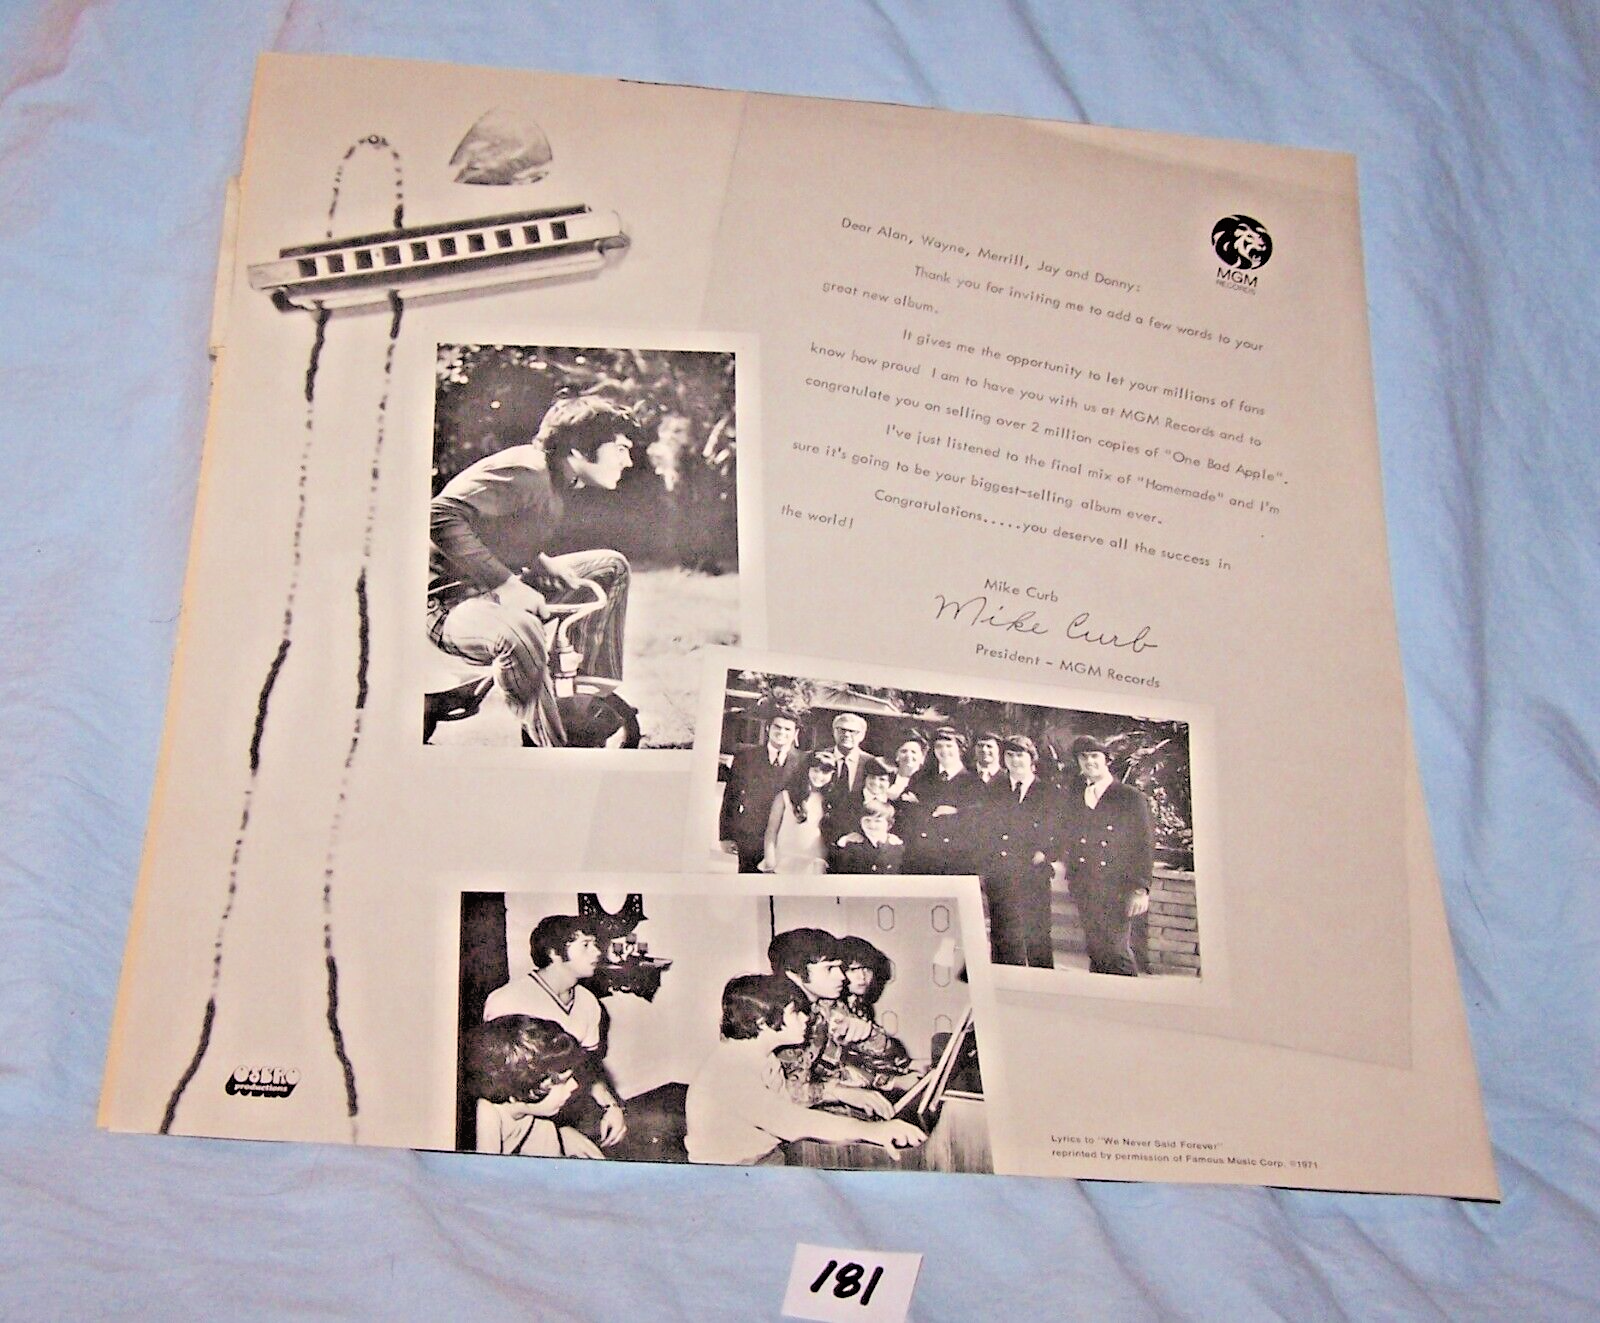 MGM
RECORDS
Dear Alan, Wayne, Merrill, Jay and Donny:
Thank you for inviting me to add a few words to your
great new album.
It gives me the opportunity to let your millions of fans
know how proud I am to have you with us at MGM Records and to
congratulate you on selling over 2 million copies of "One Bad Apple".
I've just listened to the final mix of "Homemade" and I'm
sure it's going to be your biggest-selling album ever.
Congratulations.....you deserve all the success in
the world!
Mike Curb
Mike Curb
President - MGM Records
OSBRO
productions
Lyrics to "We Never Said Forever"
reprinted by permission of Famous Music Corp. ©1971
181